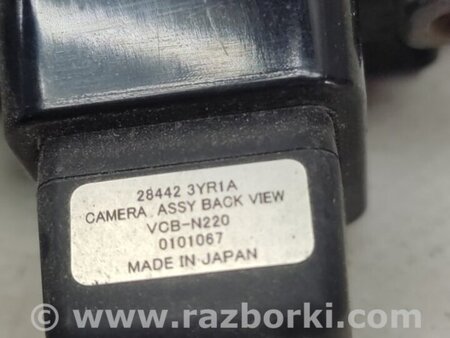 28442 3YR1A
CAMERA ASSY BACK VIEW
VCB-N220
0101067
MADE IN JAPAN
www.razborki.com